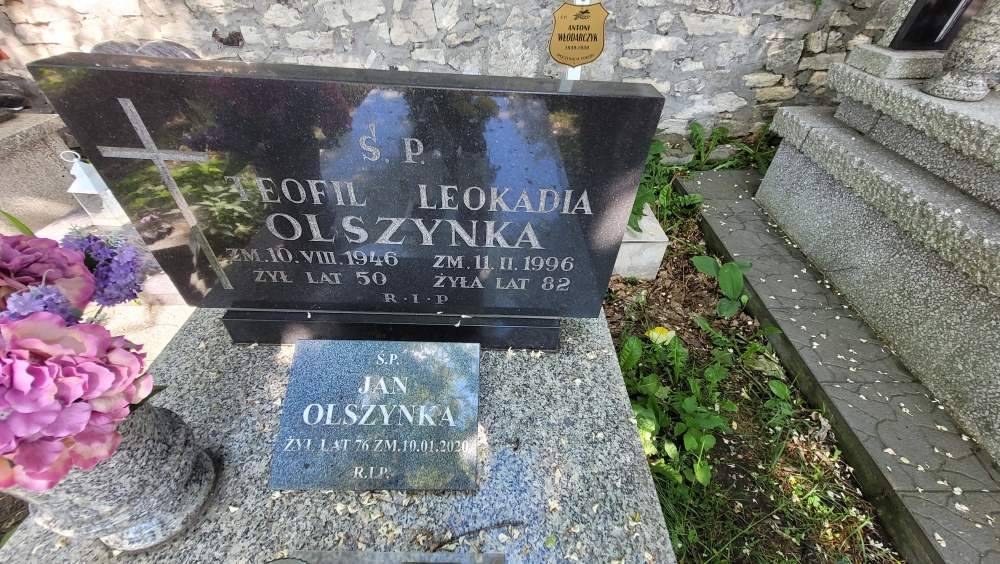 ANTONI
WŁODARCZYK
Ś. P.
TEOFIL LEOKADIA
OLSZYNKA
ZM. 10. VIII. 1946 ZM. 11. II. 1996
ŻYŁ LAT 50 ŻYŁA LAT 82
R·I·P
Ś.P.
JAN
OLSZYNKA
ŻYŁ LAT 76 ZM. 10.01.2020
R.I.P.